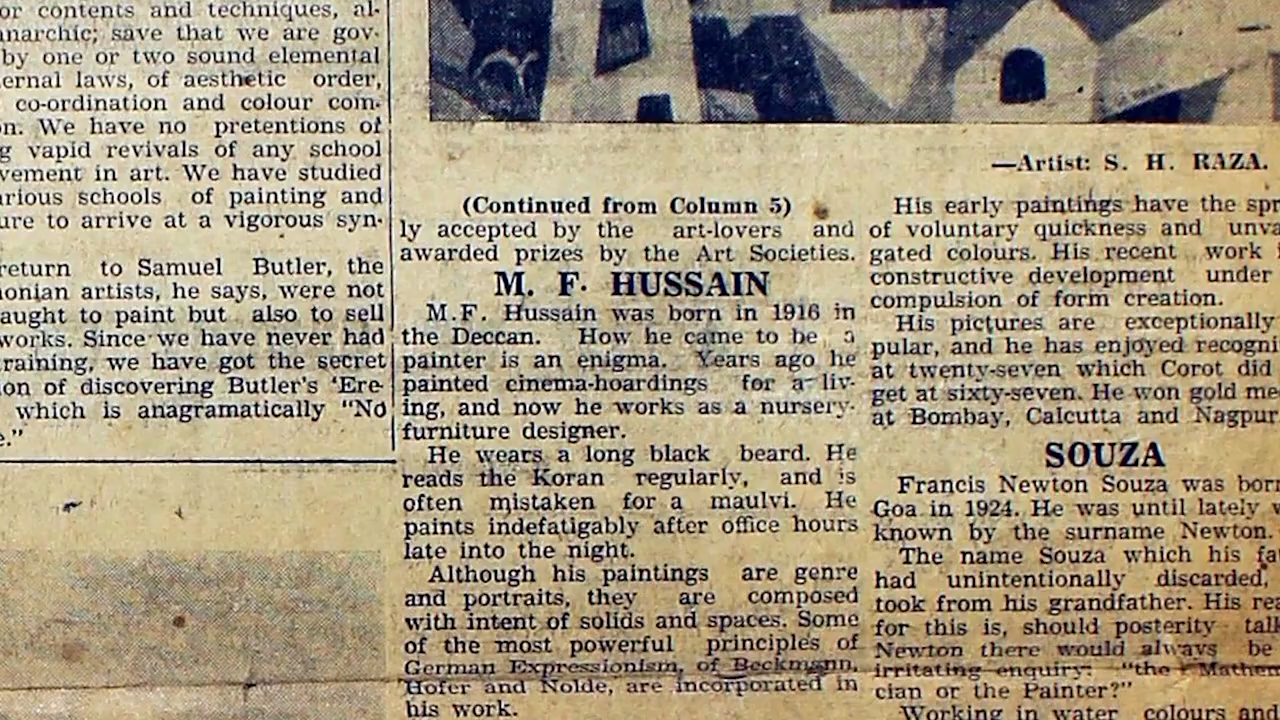 or contents and techniques, al-
narchic; save that we are gov-
by one or two sound elemental
ernal laws, of aesthetic order,
co-ordination and colour com-
on. We have no pretentions of
g vapid revivals of any school
vement in art. We have studied
arious schools of painting and
ure to arrive at a vigorous syn-
return to Samuel Butler, the
onian artists, he says, were not
aught to paint but also to sell
works. Since we have never had
raining, we have got the secret
ion of discovering Butler's 'Ere-
which is anagramatically "No
e."
—Artist: S. H. RAZA.
(Continued from Column 5)
ly accepted by the art-lovers and
awarded prizes by the Art Societies.
M. F. HUSSAIN
M.F. Hussain was born in 1916 in
the Deccan. How he came to be a
painter is an enigma. Years ago he
painted cinema-hoardings for a liv-
ing, and now he works as a nursery-
furniture designer.
He wears a long black beard. He
reads the Koran regularly, and is
often mistaken for a maulvi. He
paints indefatigably after office hours
late into the night.
Although his paintings are genre
and portraits, they are composed
with intent of solids and spaces. Some
of the most powerful principles of
German Expressionism, of Beckmann,
Hofer and Nolde, are incorporated in
his work.
His early paintings have the spr
of voluntary quickness and unva
gated colours. His recent work i
constructive development under
compulsion of form creation.
His pictures are exceptionally
pular, and he has enjoyed recogni
at twenty-seven which Corot did
get at sixty-seven. He won gold me
at Bombay, Calcutta and Nagpur
SOUZA
Francis Newton Souza was born
Goa in 1924. He was until lately w
known by the surname Newton.
The name Souza which his fa
had unintentionally discarded,
took from his grandfather. His rea
for this is, should posterity talk
Newton there would always be
irritating enquiry: "the Mathem
cian or the Painter?"
Working in water colours and